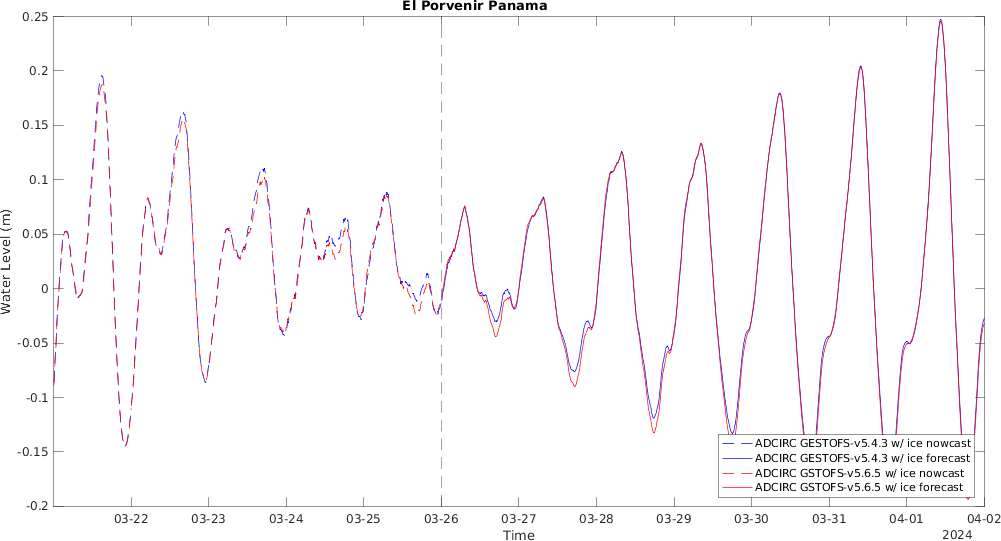 El Porvenir Panama
0.25
0.2
0.15
0.1
0.05
0
-0.05
-0.1
-0.15
-0.2
Water Level (m)
ADCIRC GESTOFS-v5.4.3 w/ ice nowcast
ADCIRC GESTOFS-v5.4.3 w/ ice forecast
ADCIRC GSTOFS-v5.6.5 w/ ice nowcast
ADCIRC GSTOFS-v5.6.5 w/ ice forecast
03-22 03-23 03-24 03-25 03-26 03-27 03-28 03-29 03-30 03-31 04-01 04-02
Time
2024